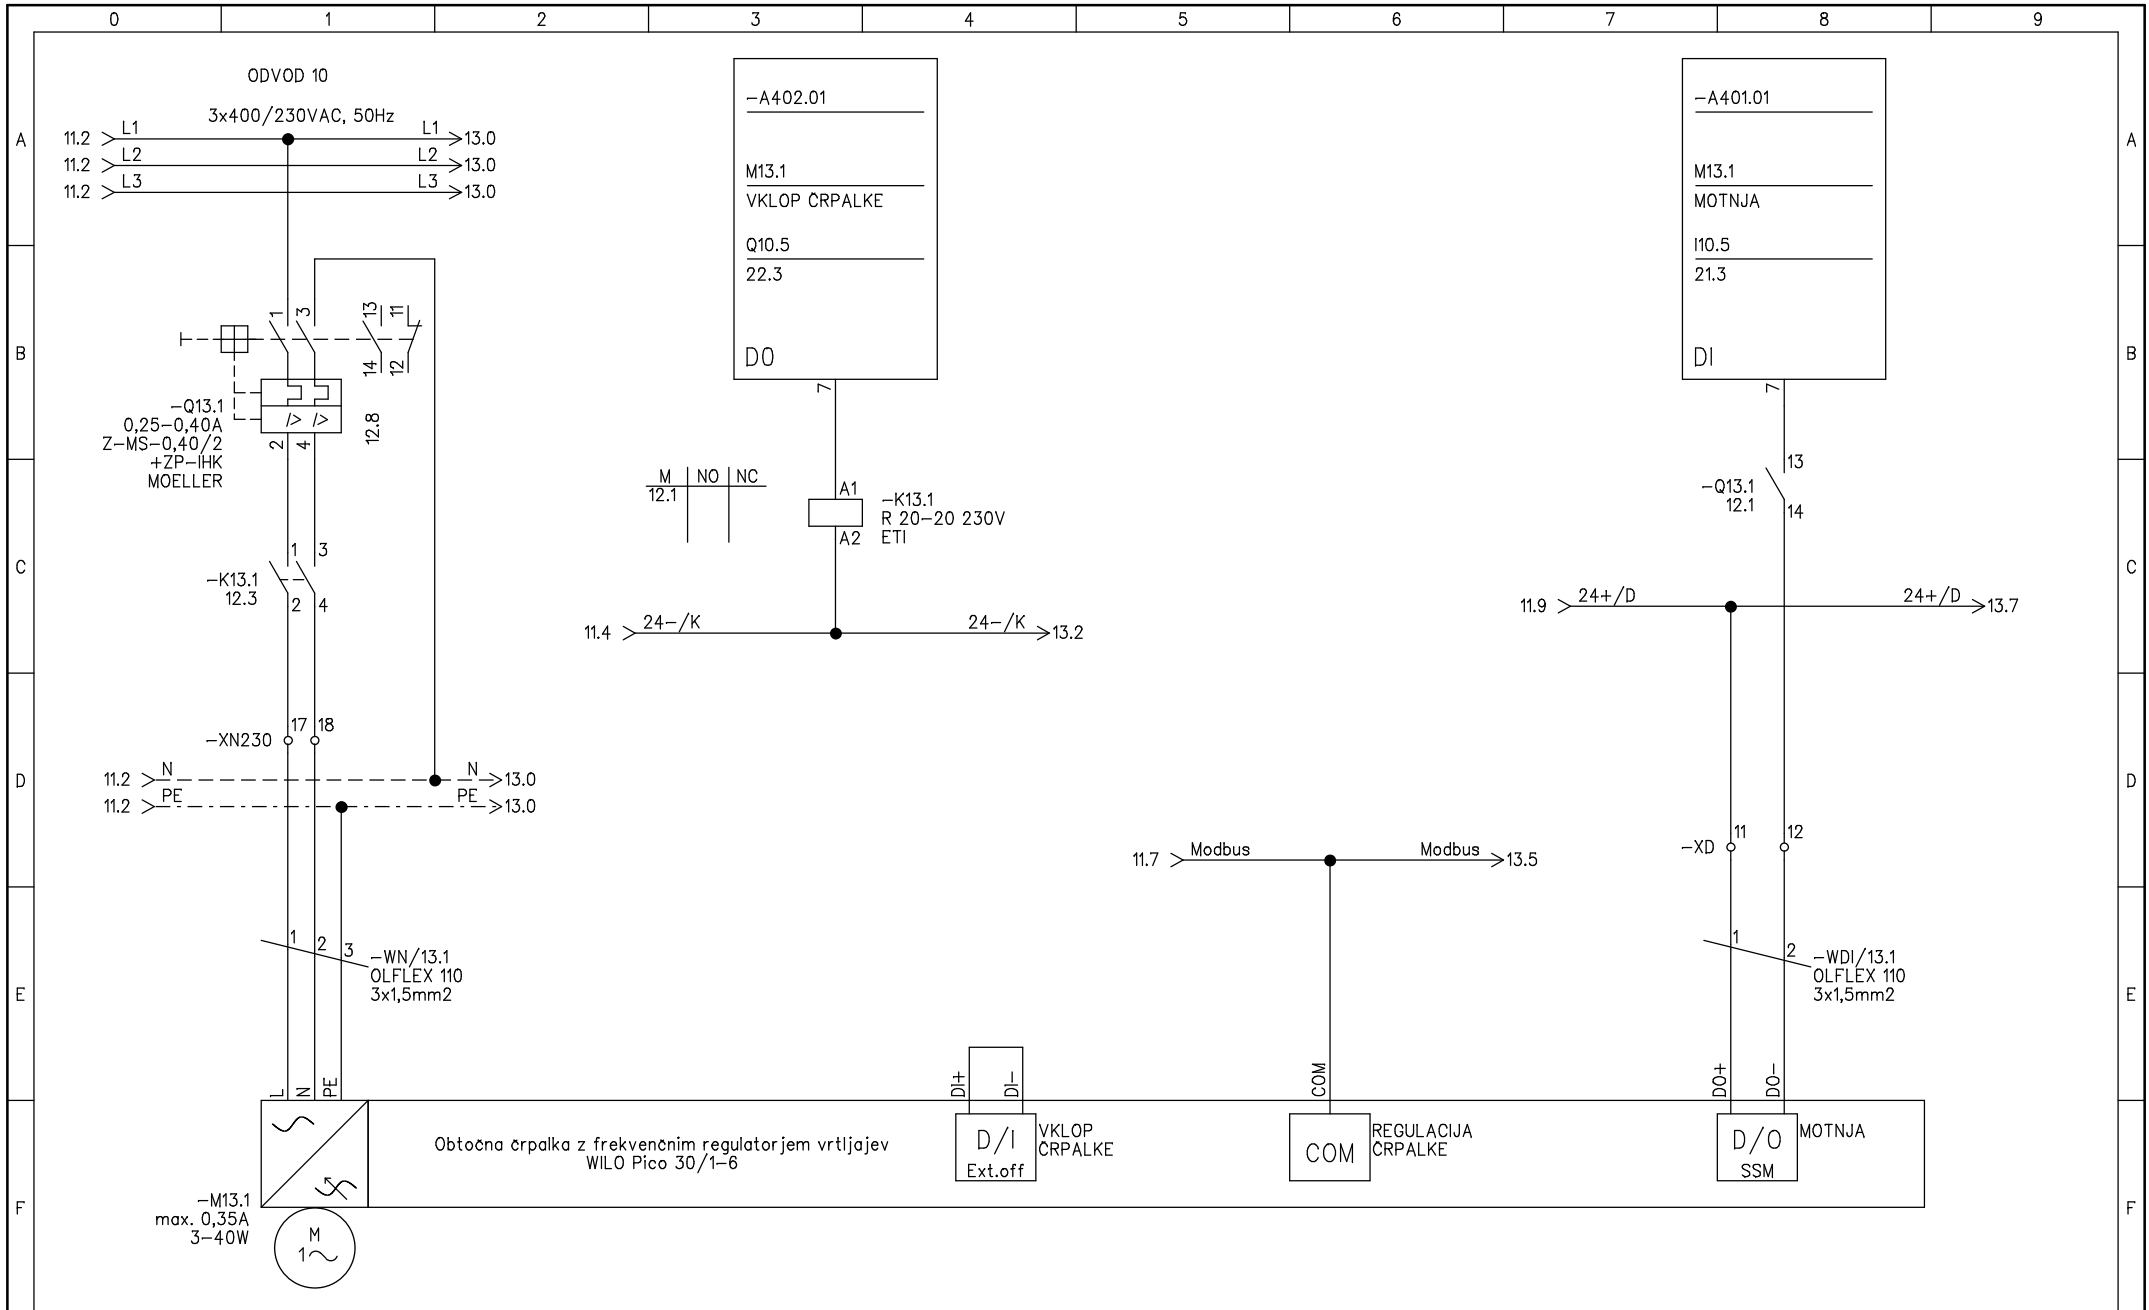 0 1 2 3 4 5 6 7 8 9
A
B
C
D
E
F
A
B
C
D
E
F
ODVOD 10
3x400/230VAC, 50Hz
11.2 L1 L1 13.0
11.2 L2 L2 13.0
11.2 L3 L3 13.0
1 3 13 11
14 12
-Q13.1
0,25-0,40A
Z-MS-0,40/2
+ZP-IHK
MOELLER
/> />
2 4
12.8
1 3
-K13.1
12.3
2 4
-XN230 17 18
11.2 N N 13.0
11.2 PE PE 13.0
1 2 3
-WN/13.1
OLFLEX 110
3x1,5mm2
L N PE
-M13.1
max. 0,35A
3-40W
M
1
Obtočna črpalka z frekvenčnim regulatorjem vrtljajev
WILO Pico 30/1-6
-A402.01
M13.1
VKLOP ČRPALKE
Q10.5
22.3
DO
7
M NO NC
12.1
A1
A2
-K13.1
R 20-20 230V
ETI
11.4 24-/K 24-/K 13.2
DI+ DI-
D/I
Ext.off
VKLOP
ČRPALKE
11.7 Modbus Modbus 13.5
COM
COM
REGULACIJA
ČRPALKE
-A401.01
M13.1
MOTNJA
I10.5
21.3
DI
7
13
-Q13.1
12.1
14
11.9 24+/D 24+/D 13.7
-XD 11 12
1 2
-WDI/13.1
OLFLEX 110
3x1,5mm2
DO+ DO-
D/O
SSM
MOTNJA